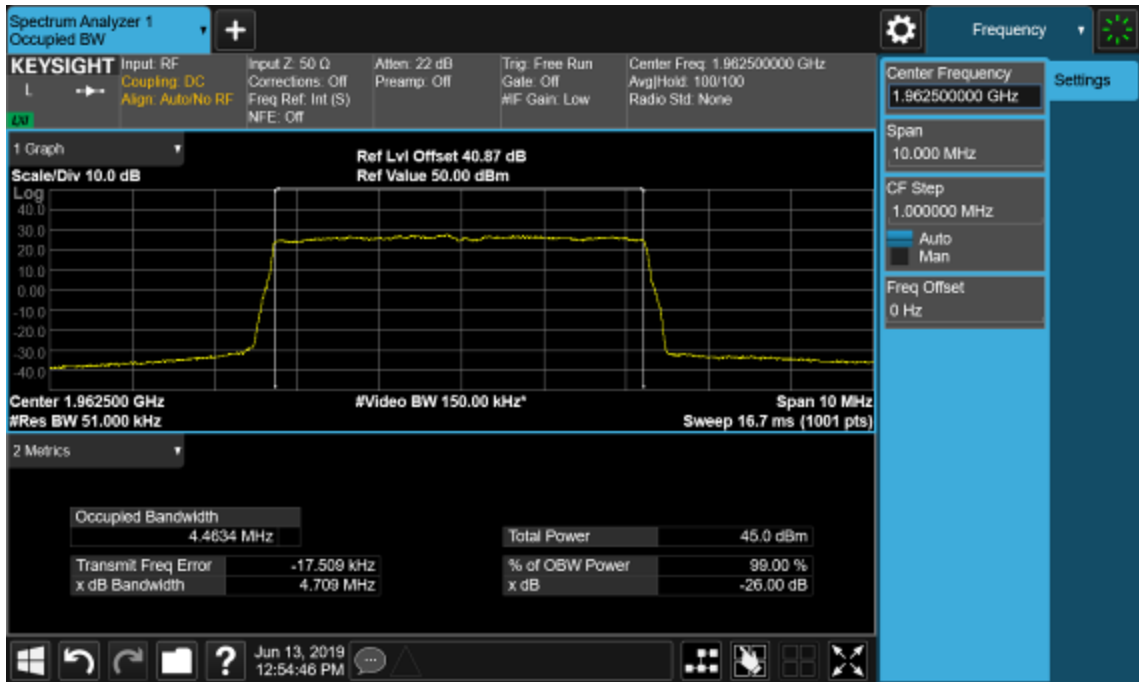 Spectrum Analyzer 1
Occupied BW
+
Frequency
KEYSIGHT
L
LXI
Input: RF
Coupling: DC
Align: Auto/No RF
Input Z: 50 Ω
Corrections: Off
Freq Ref: Int (S)
NFE: Off
Atten: 22 dB
Preamp: Off
Trig: Free Run
Gate: Off
#IF Gain: Low
Center Freq: 1.962500000 GHz
Avg|Hold: 100/100
Radio Std: None
Center Frequency
1.962500000 GHz
Settings
Span
10.000 MHz
CF Step
1.000000 MHz
Auto
Man
Freq Offset
0 Hz
1 Graph
Scale/Div 10.0 dB
Ref Lvl Offset 40.87 dB
Ref Value 50.00 dBm
Log
40.0
30.0
20.0
10.0
0.00
-10.0
-20.0
-30.0
-40.0
Center 1.962500 GHz
#Video BW 150.00 kHz*
Span 10 MHz
#Res BW 51.000 kHz
Sweep 16.7 ms (1001 pts)
2 Metrics
Occupied Bandwidth
4.4634 MHz
Total Power 45.0 dBm
Transmit Freq Error -17.509 kHz
% of OBW Power 99.00 %
x dB Bandwidth 4.709 MHz
x dB -26.00 dB
?
Jun 13, 2019
12:54:46 PM